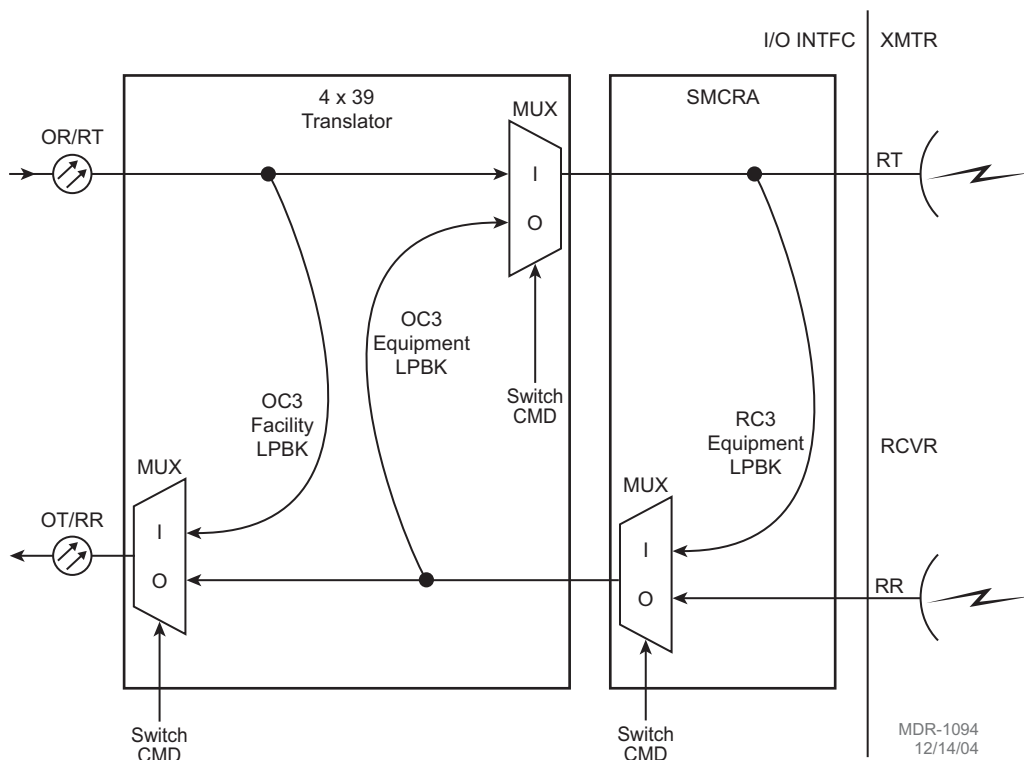 I/O INTFC
XMTR
4 x 39
Translator
MUX
SMCRA
OR/RT
I
O
RT
OC3
Equipment
LPBK
Switch
CMD
OC3
Facility
LPBK
RC3
Equipment
LPBK
RCVR
MUX
I
O
OT/RR
MUX
I
O
RR
Switch
CMD
Switch
CMD
MDR-1094
12/14/04